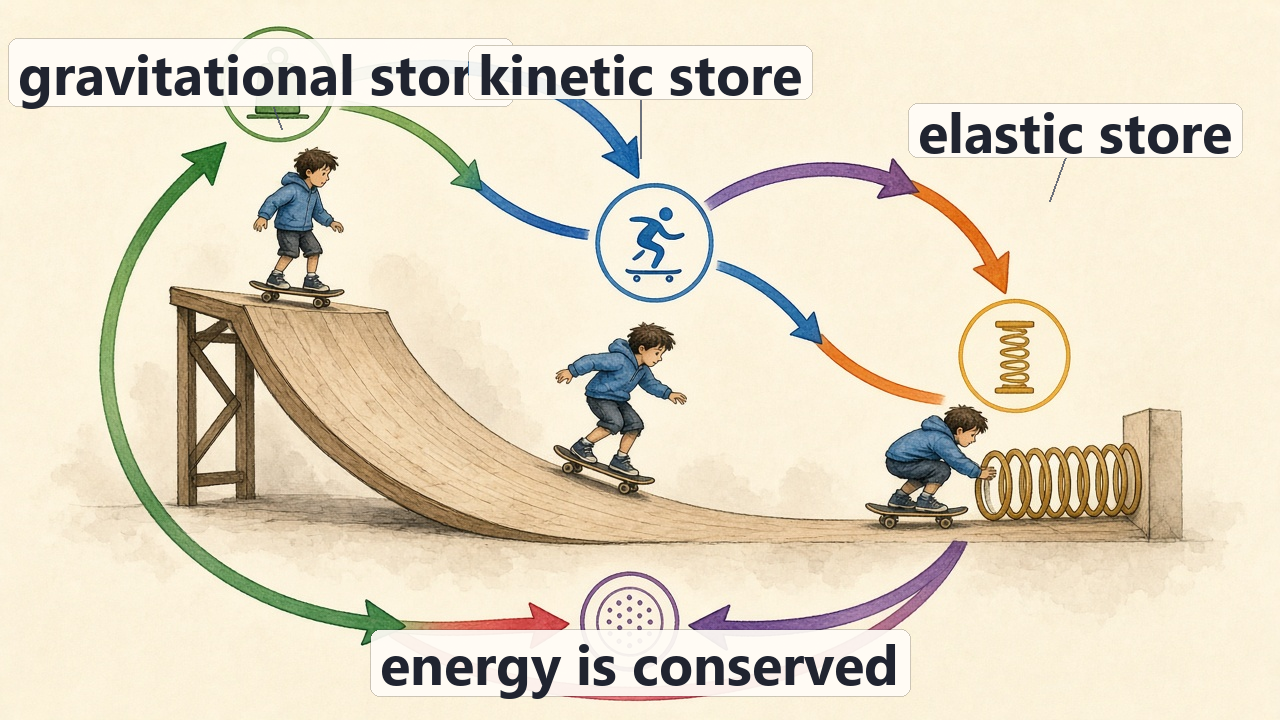 gravitational stor
kinetic store
elastic store
energy is conserved